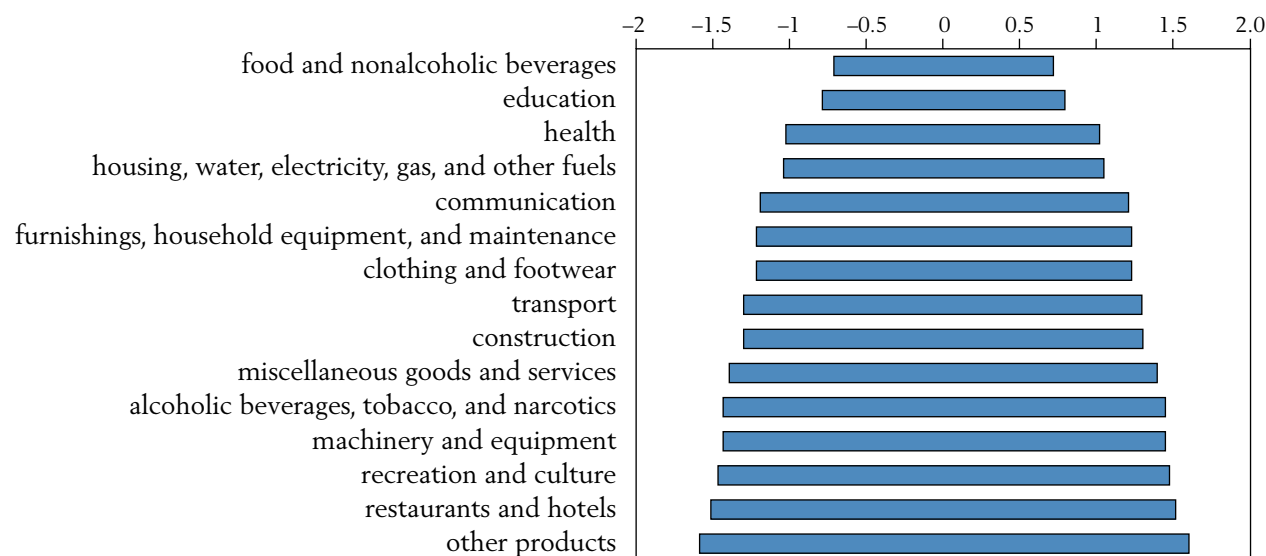 –2 –1.5 –1 –0.5 0 0.5 1 1.5 2.0
food and nonalcoholic beverages
education
health
housing, water, electricity, gas, and other fuels
communication
furnishings, household equipment, and maintenance
clothing and footwear
transport
construction
miscellaneous goods and services
alcoholic beverages, tobacco, and narcotics
machinery and equipment
recreation and culture
restaurants and hotels
other products